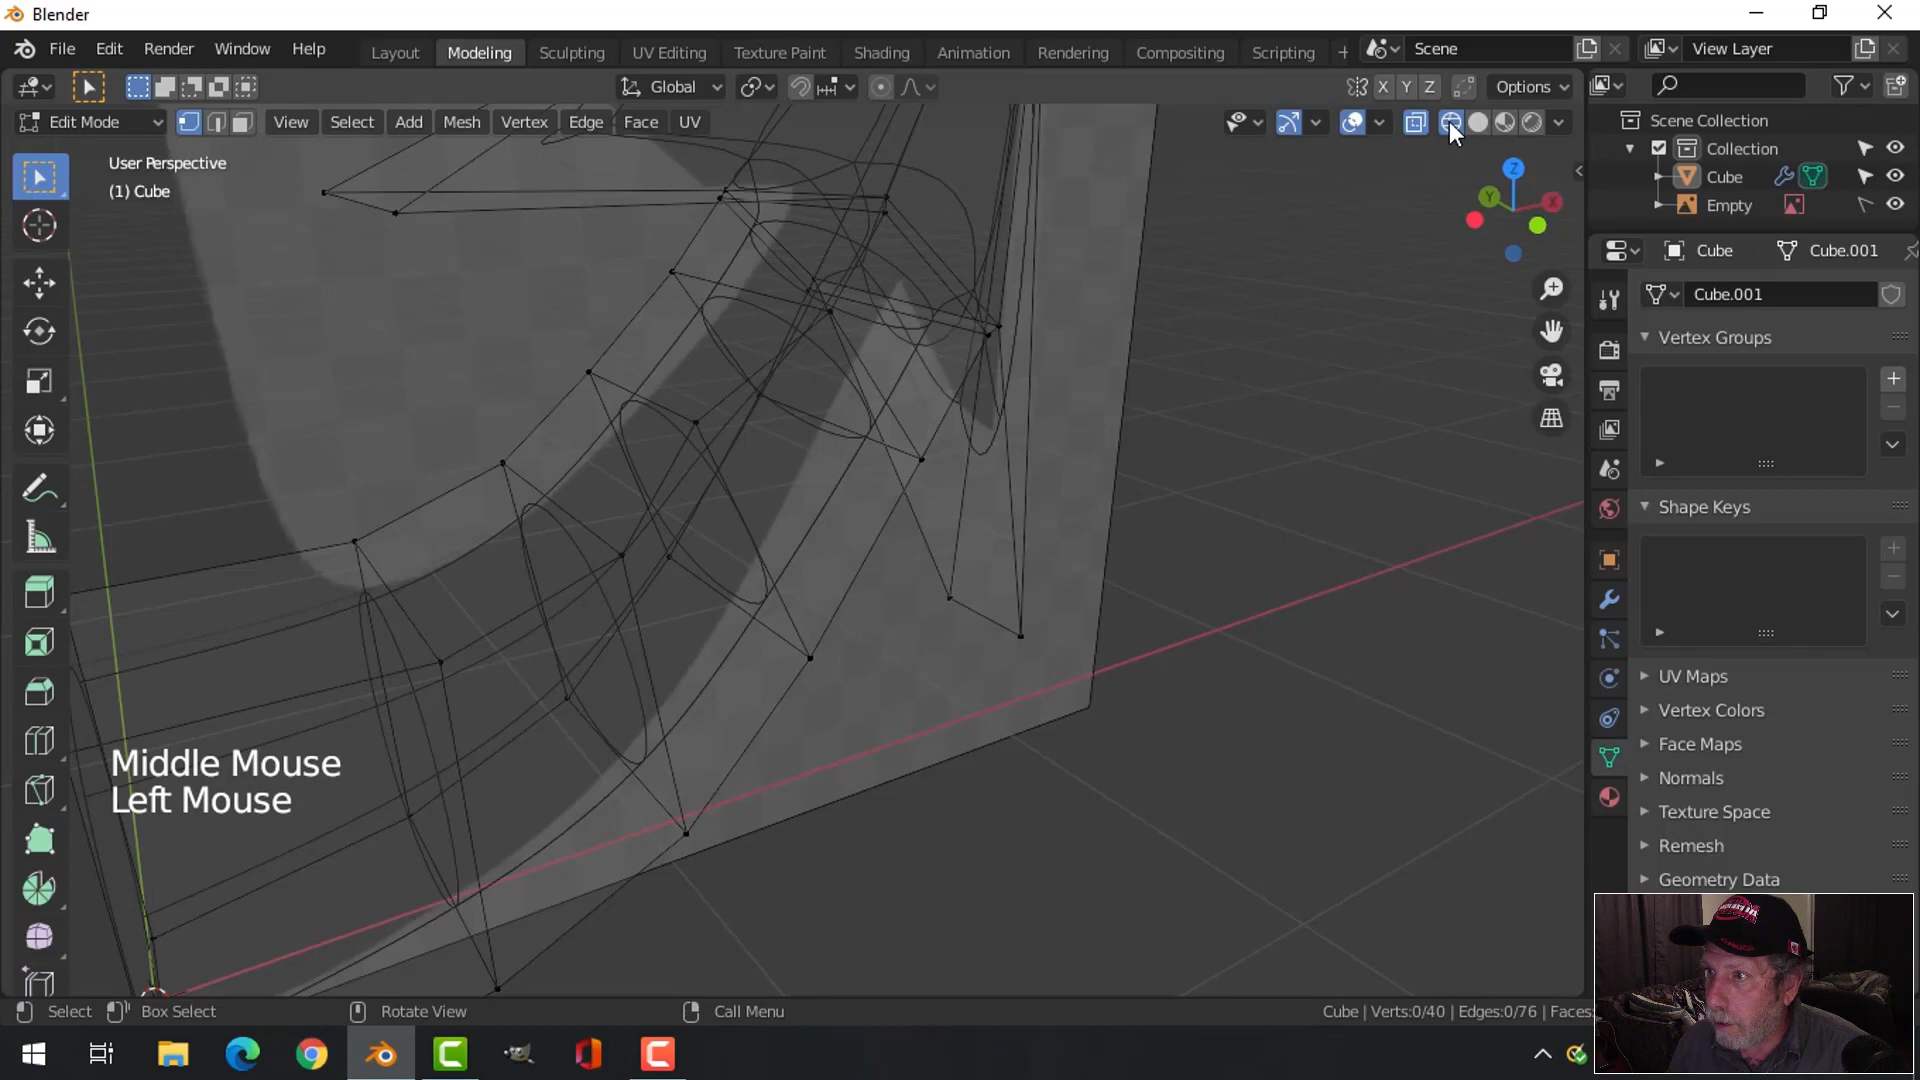 Blender
File Edit Render Window Help Layout Modeling Sculpting UV Editing Texture Paint Shading Animation Rendering Compositing Scripting + Scene View Layer
Global X Y Z Options
Edit Mode View Select Add Mesh Vertex Edge Face UV
Scene Collection
Collection
Cube
Empty
User Perspective
(1) Cube
Z
Y
X
Cube Cube.001
Cube.001
Vertex Groups
Shape Keys
UV Maps
Vertex Colors
Face Maps
Normals
Texture Space
Remesh
Geometry Data
Middle Mouse
Left Mouse
Select Box Select Rotate View Call Menu Cube | Verts:0/40 | Edges:0/76 | Faces: